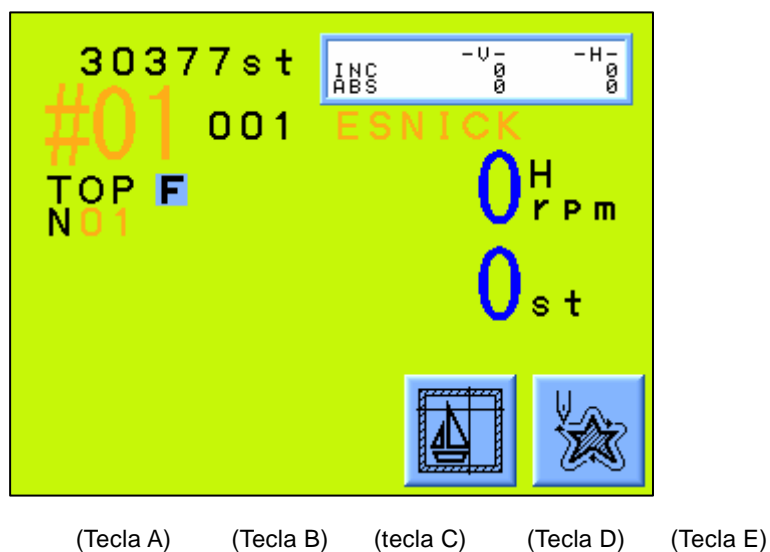 30377st
-V- -H-
INC 0 0
ABS 0 0
#01 001 ESNICK
TOP F
N01
0 H rpm
0 st
(Tecla A) (Tecla B) (tecla C) (Tecla D) (Tecla E)